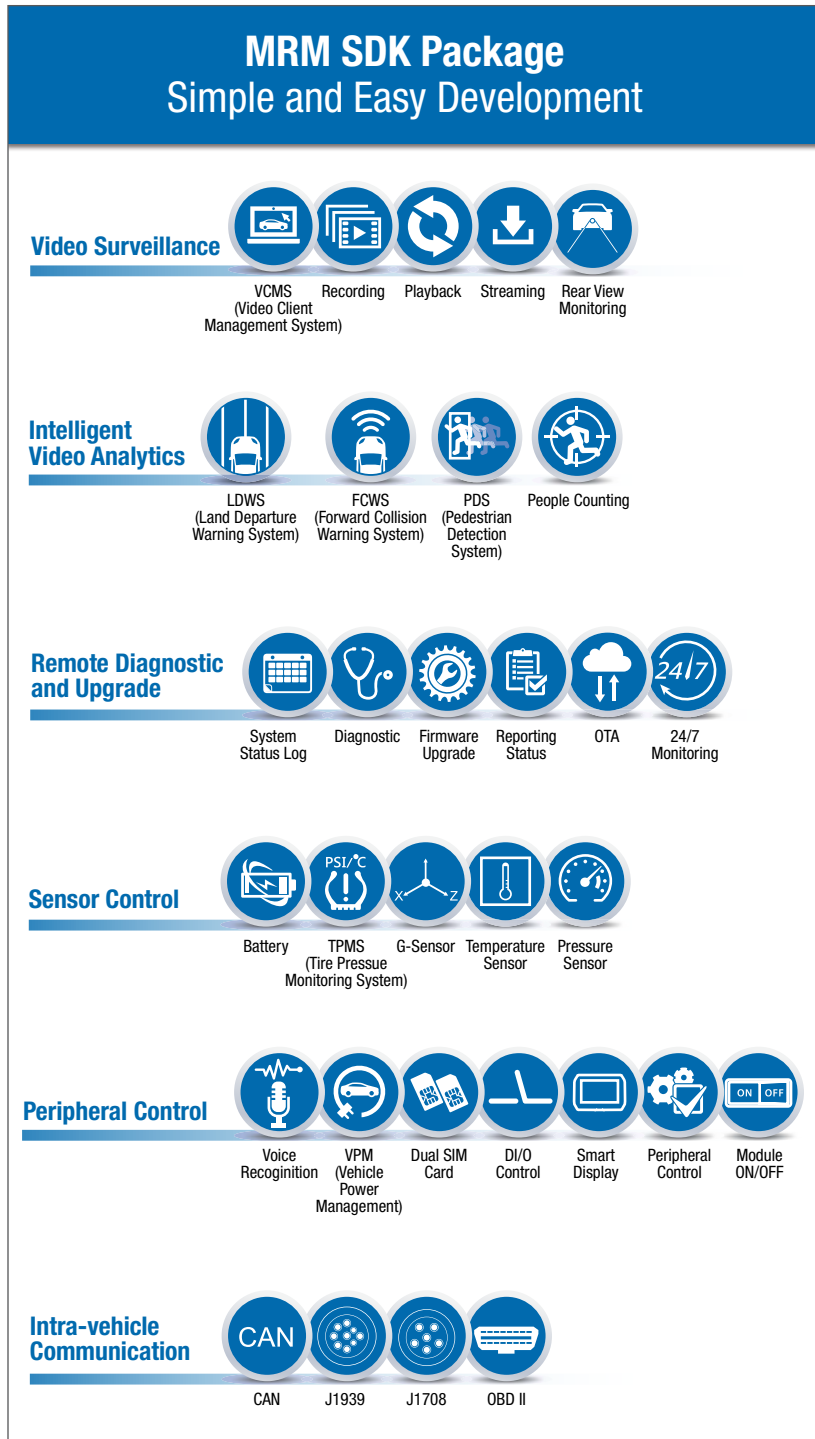 MRM SDK Package
Simple and Easy Development
Video Surveillance
VCMS
(Video Client
Management System)
Recording
Playback
Streaming
Rear View
Monitoring
Intelligent
Video Analytics
LDWS
(Land Departure
Warning System)
FCWS
(Forward Collision
Warning System)
PDS
(Pedestrian
Detection
System)
People Counting
Remote Diagnostic
and Upgrade
24/7
System
Status Log
Diagnostic
Firmware
Upgrade
Reporting
Status
OTA
24/7
Monitoring
Sensor Control
PSI/°C
X
Z
Battery
TPMS
(Tire Pressue
Monitoring System)
G-Sensor
Temperature
Sensor
Pressure
Sensor
Peripheral Control
ON OFF
Voice
Recoginition
VPM
(Vehicle
Power
Management)
Dual SIM
Card
DI/O
Control
Smart
Display
Peripheral
Control
Module
ON/OFF
Intra-vehicle
Communication
CAN
CAN
J1939
J1708
OBD II